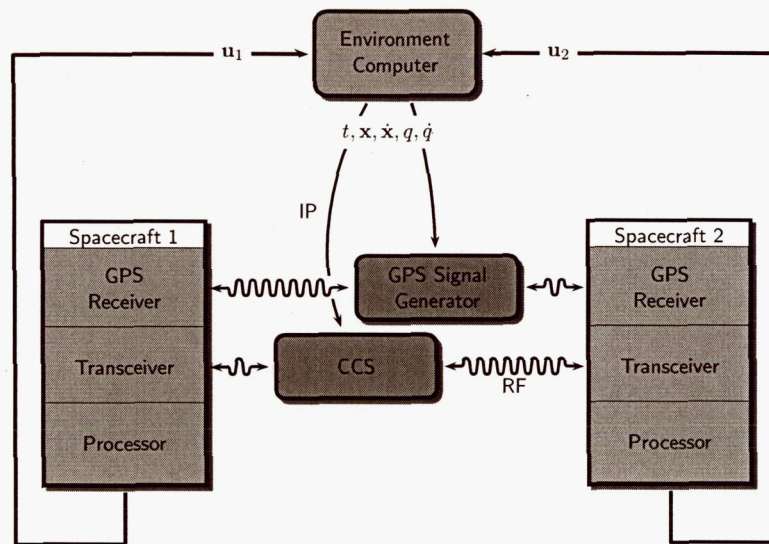 u₁
Environment
Computer
u₂
t, x, ẋ, q, q̇
IP
Spacecraft 1
GPS
Receiver
Transceiver
Processor
GPS Signal
Generator
CCS
RF
Spacecraft 2
GPS
Receiver
Transceiver
Processor